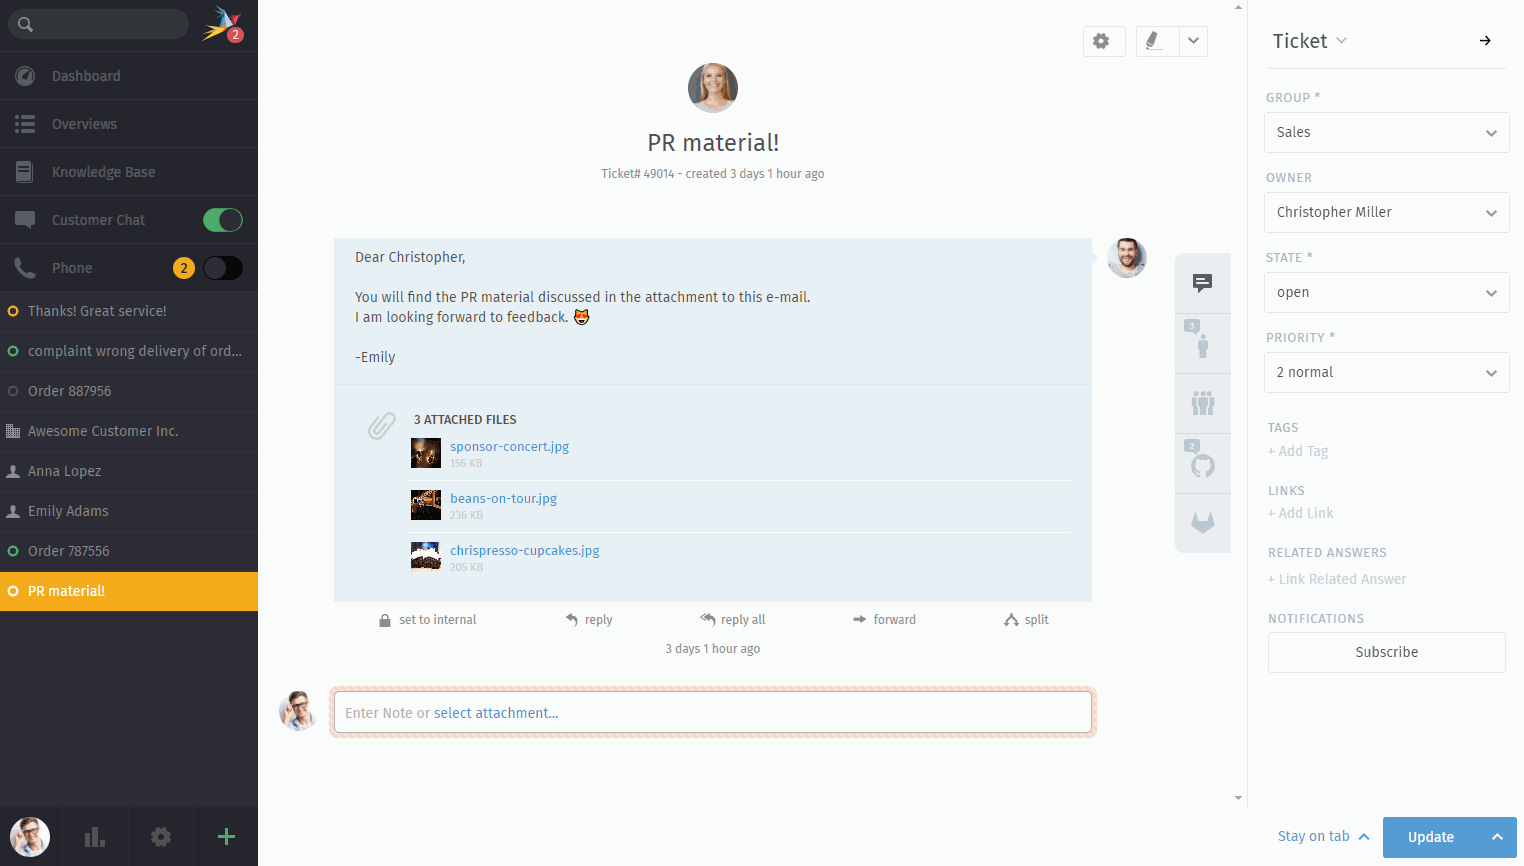 2
Dashboard
Overviews
Knowledge Base
Customer Chat
Phone
2
Thanks! Great service!
complaint wrong delivery of ord...
Order 887956
Awesome Customer Inc.
Anna Lopez
Emily Adams
Order 787556
PR material!
PR material!
Ticket# 49014 - created 3 days 1 hour ago
Dear Christopher,
You will find the PR material discussed in the attachment to this e-mail.
I am looking forward to feedback.
-Emily
3 ATTACHED FILES
sponsor-concert.jpg
156 KB
beans-on-tour.jpg
236 KB
chrispresso-cupcakes.jpg
205 KB
set to internal reply reply all forward split
3 days 1 hour ago
Enter Note or select attachment...
3
2
Ticket
GROUP *
Sales
OWNER
Christopher Miller
STATE *
open
PRIORITY *
2 normal
TAGS
+ Add Tag
LINKS
+ Add Link
RELATED ANSWERS
+ Link Related Answer
NOTIFICATIONS
Subscribe
Stay on tab
Update